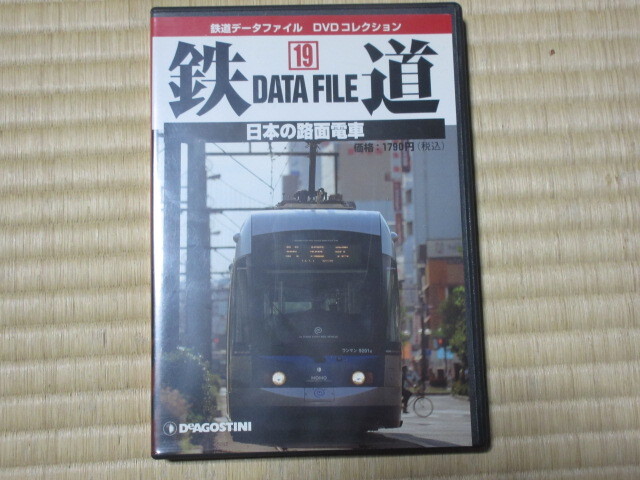 鉄道データファイル DVDコレクション
19
鉄道
DATA FILE
日本の路面電車
価格：1790円（税込）
DeAGOSTINI